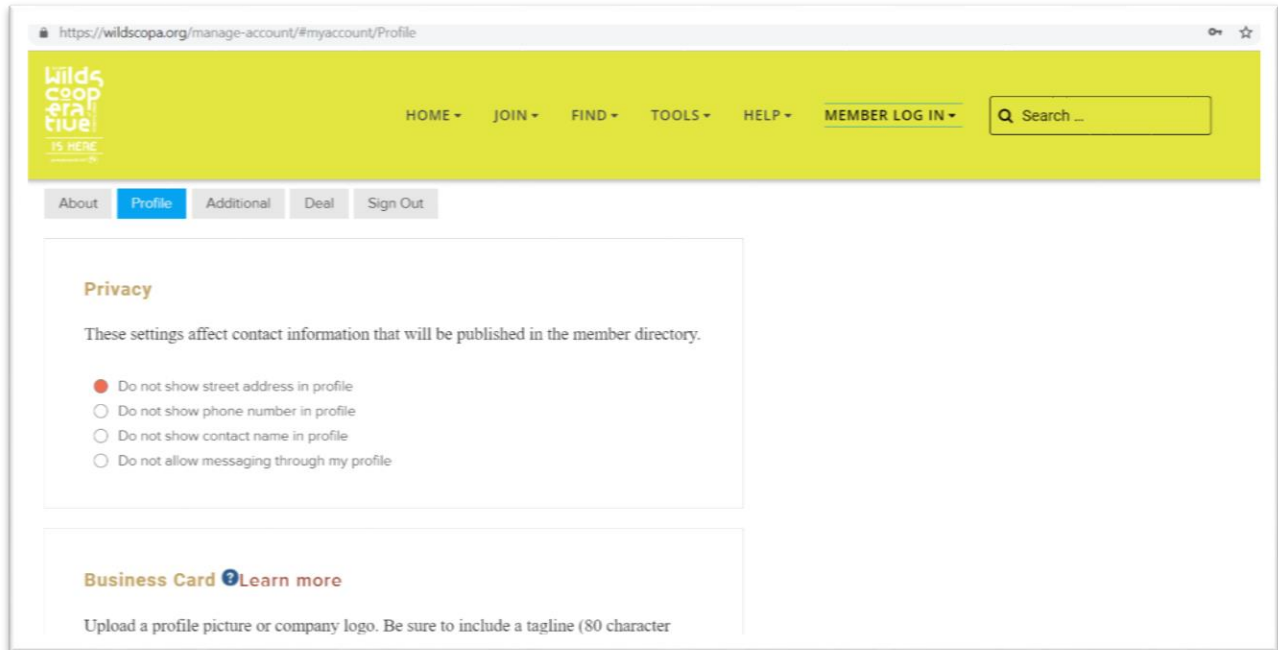 https://wildscopa.org/manage-account/#myaccount/Profile
wilds
coop
era
tive
IS HERE
HOME JOIN FIND TOOLS HELP MEMBER LOG IN Search ...
About Profile Additional Deal Sign Out
Privacy
These settings affect contact information that will be published in the member directory.
Do not show street address in profile
Do not show phone number in profile
Do not show contact name in profile
Do not allow messaging through my profile
Business Card ?Learn more
Upload a profile picture or company logo. Be sure to include a tagline (80 character